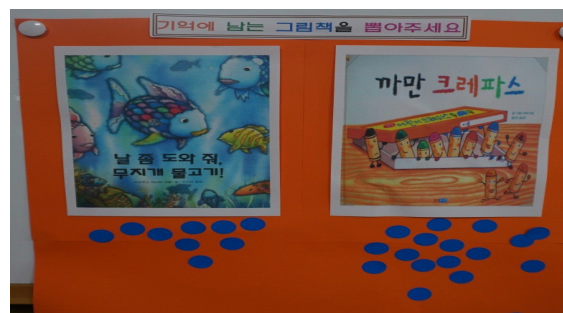 기억에 남는 그림책을 뽑아주세요
날 좀 도와 줘,
무지개 물고기!
까만 크레파스